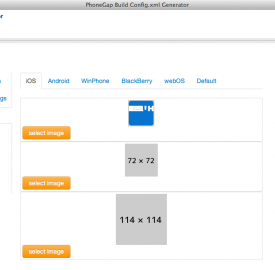 PhoneGap Build Config.xml Generator
or
iOS Android WinPhone BlackBerry webOS Default
ge
select image
72 × 72
select image
114 × 114
select image